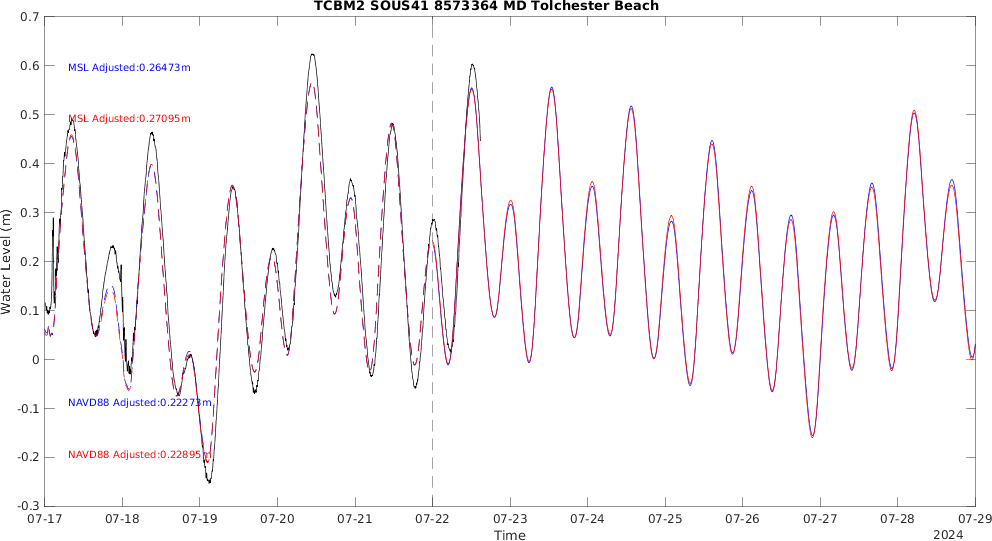 TCBM2 SOUS41 8573364 MD Tolchester Beach
Water Level (m)
0.7
0.6
0.5
0.4
0.3
0.2
0.1
0
-0.1
-0.2
-0.3
MSL Adjusted:0.26473m
MSL Adjusted:0.27095m
NAVD88 Adjusted:0.22273m
NAVD88 Adjusted:0.22895m
07-17 07-18 07-19 07-20 07-21 07-22 07-23 07-24 07-25 07-26 07-27 07-28 07-29
Time
2024